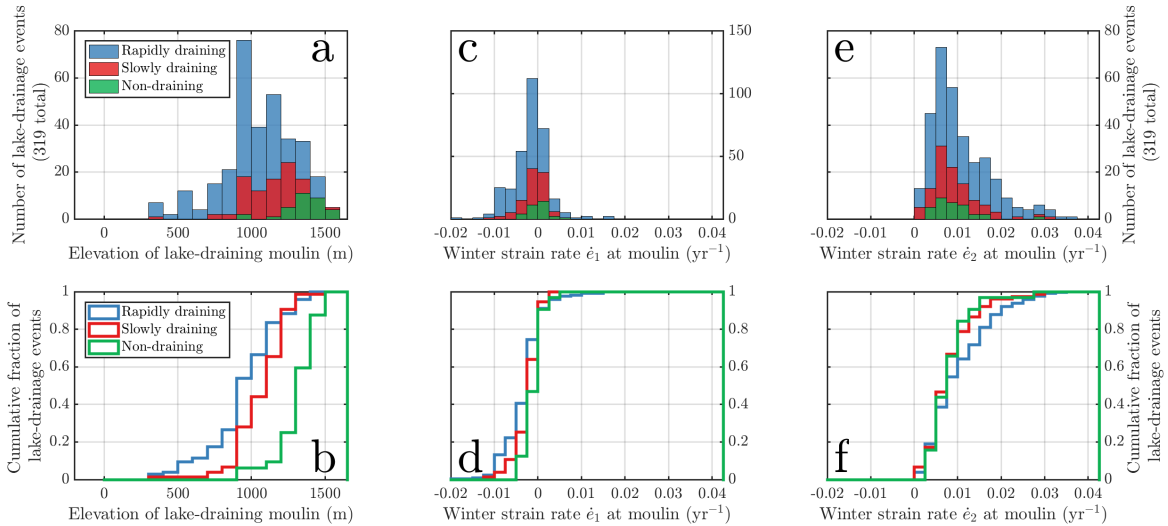 Number of lake-drainage events
(319 total)
80
60
40
20
0
Rapidly draining
Slowly draining
Non-draining
a
0 500 1000 1500
Elevation of lake-draining moulin (m)
c
150
100
50
0
-0.02 -0.01 0 0.01 0.02 0.03 0.04
Winter strain rate ė₁ at moulin (yr⁻¹)
e
80
60
40
20
0
Number of lake-drainage events
(319 total)
-0.02 -0.01 0 0.01 0.02 0.03 0.04
Winter strain rate ė₂ at moulin (yr⁻¹)
Cumulative fraction of
lake-drainage events
1
0.8
0.6
0.4
0.2
0
Rapidly draining
Slowly draining
Non-draining
b
0 500 1000 1500
Elevation of lake-draining moulin (m)
d
1
0.8
0.6
0.4
0.2
0
-0.02 -0.01 0 0.01 0.02 0.03 0.04
Winter strain rate ė₁ at moulin (yr⁻¹)
f
1
0.8
0.6
0.4
0.2
0
Cumulative fraction of
lake-drainage events
-0.02 -0.01 0 0.01 0.02 0.03 0.04
Winter strain rate ė₂ at moulin (yr⁻¹)